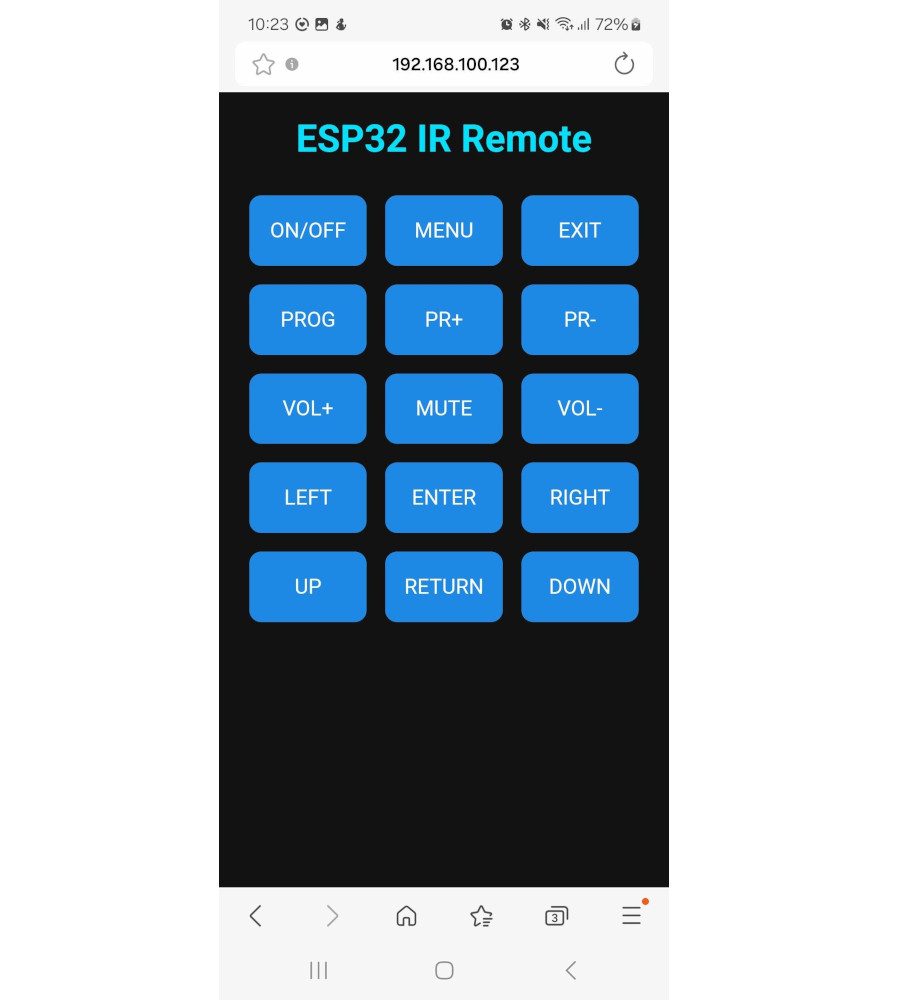 10:23 72%
192.168.100.123
ESP32 IR Remote
ON/OFF MENU EXIT
PROG PR+ PR-
VOL+ MUTE VOL-
LEFT ENTER RIGHT
UP RETURN DOWN
3